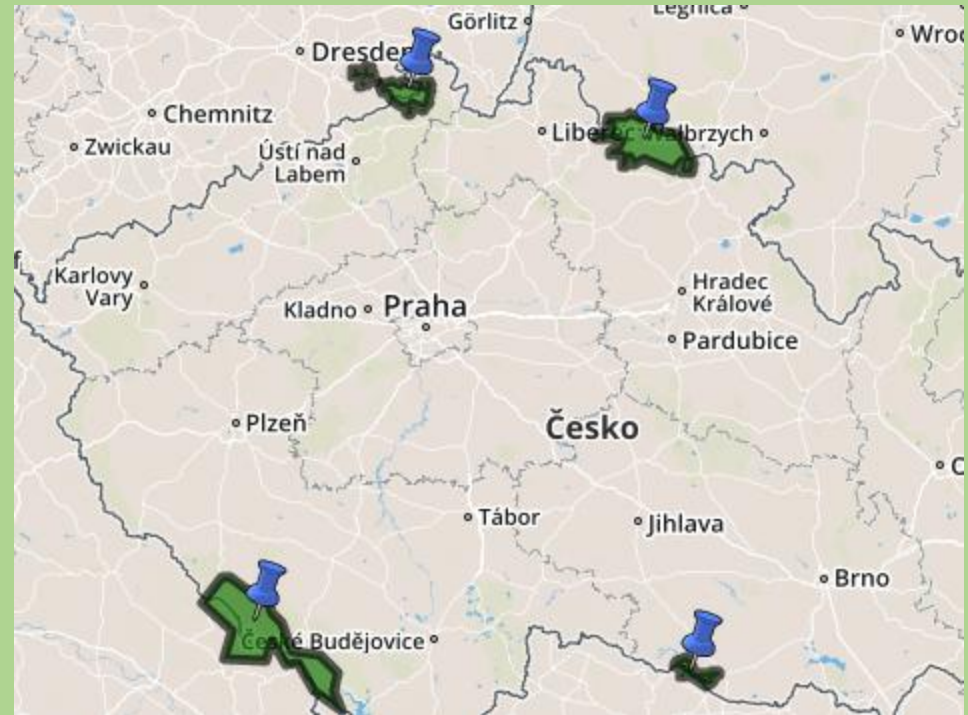 Görlitz
Legnica
Dresden
Wroc
Chemnitz
Zwickau
Ústí nad
Labem
Liberec Wałbrzych
Karlovy
Vary
Kladno
Praha
Hradec
Králové
Pardubice
Plzeň
Česko
Tábor
Jihlava
Brno
České Budějovice